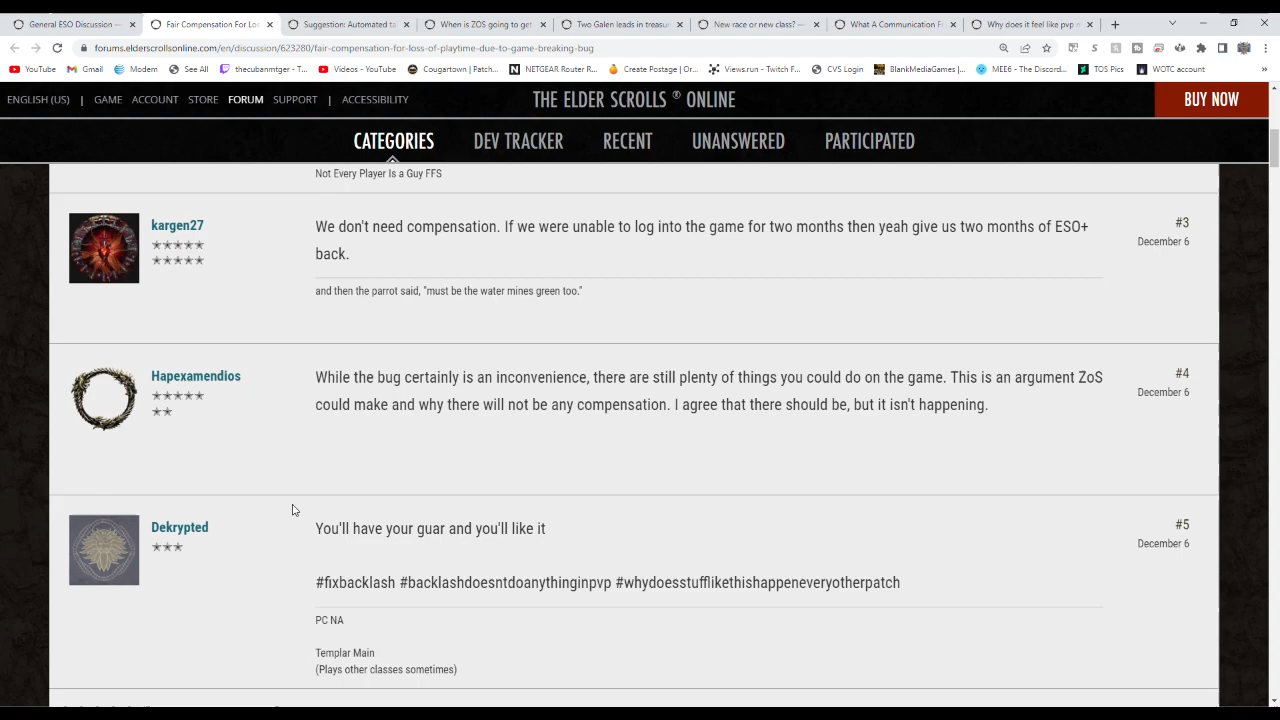 General ESO Discussion —
Fair Compensation For Los
Suggestion: Automated ta
When is ZOS going to get
Two Galen leads in treasur
New race or new class? —
What A Communication F
Why does it feel like pvp
forums.elderscrollsonline.com/en/discussion/623280/fair-compensation-for-loss-of-playtime-due-to-game-breaking-bug
YouTube
Gmail
Modem
See All
thecubanmtger - T...
Videos - YouTube
Cougartown | Patch...
NETGEAR Router R...
Create Postage | Or...
Views.run - Twitch F...
CVS Login
BlankMediaGames |...
MEE6 - The Discord...
TOS Pics
WOTC account
»
ENGLISH (US) | GAME ACCOUNT STORE FORUM SUPPORT | ACCESSIBILITY
THE ELDER SCROLLS ® ONLINE
BUY NOW
CATEGORIES DEV TRACKER RECENT UNANSWERED PARTICIPATED
Not Every Player Is a Guy FFS
kargen27
We don't need compensation. If we were unable to log into the game for two months then yeah give us two months of ESO+
back.
#3
December 6
and then the parrot said, "must be the water mines green too."
Hapexamendios
While the bug certainly is an inconvenience, there are still plenty of things you could do on the game. This is an argument ZoS
could make and why there will not be any compensation. I agree that there should be, but it isn't happening.
#4
December 6
Dekrypted
You'll have your guar and you'll like it
#5
December 6
#fixbacklash #backlashdoesntdoanythinginpvp #whydoesstufflikethishappeneveryotherpatch
PC NA
Templar Main
(Plays other classes sometimes)